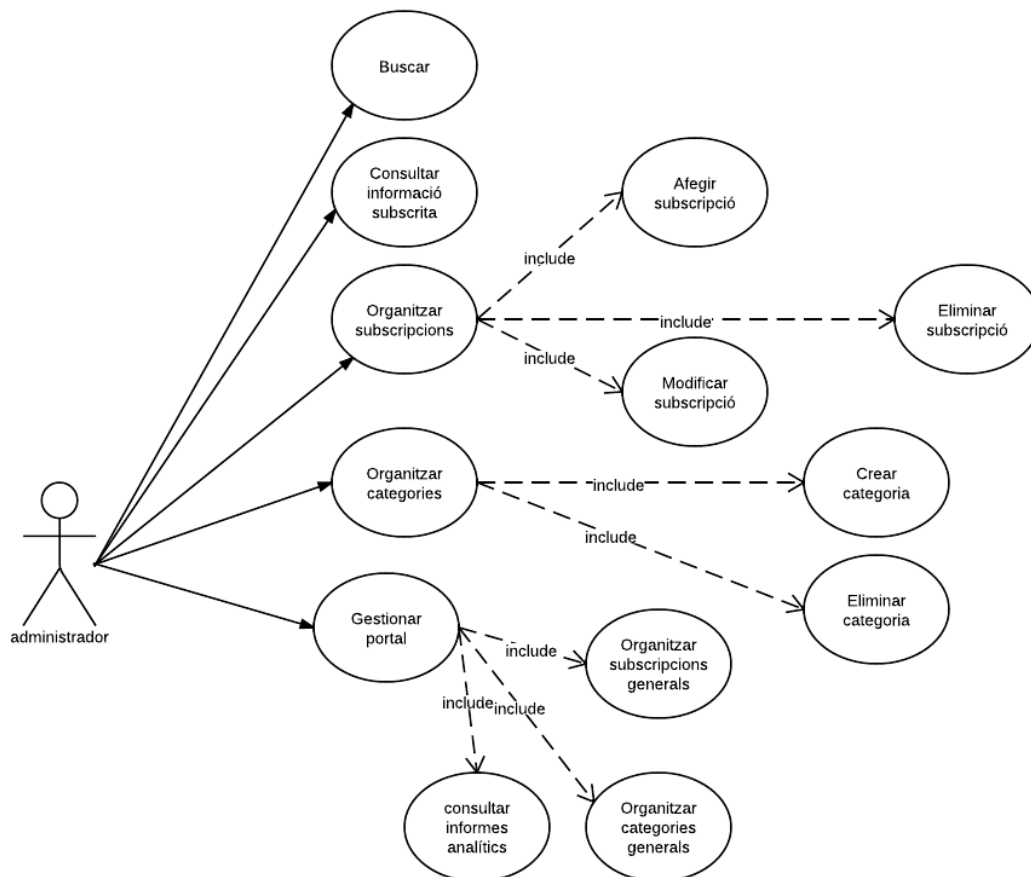 Buscar
Consultar
informació
subscrita
Afegir
subscripció
include
Organitzar
subscripcions
include
Eliminar
subscripció
include
Modificar
subscripció
Organitzar
categories
include
Crear
categoria
include
Eliminar
categoria
administrador
Gestionar
portal
include
Organitzar
subscripcions
generals
include
include
consultar
informes
analítics
Organitzar
categories
generals